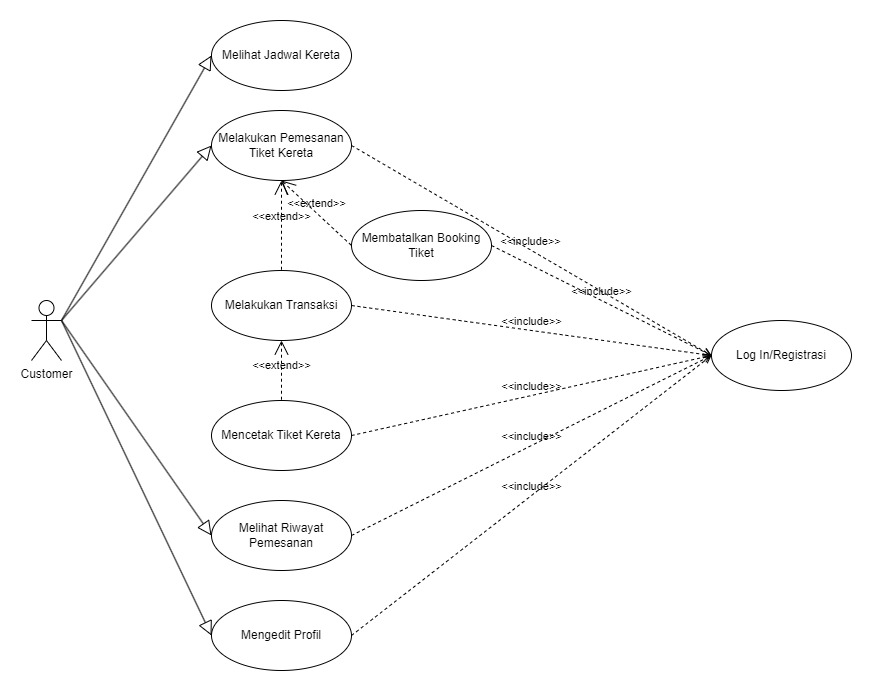 Melihat Jadwal Kereta
Melakukan Pemesanan
Tiket Kereta
<<extend>>
<<extend>>
Membatalkan Booking
Tiket
<<include>>
<<include>>
Melakukan Transaksi
<<include>>
Customer
<<extend>>
Log In/Registrasi
<<include>>
Mencetak Tiket Kereta
<<include>>
<<include>>
Melihat Riwayat
Pemesanan
Mengedit Profil